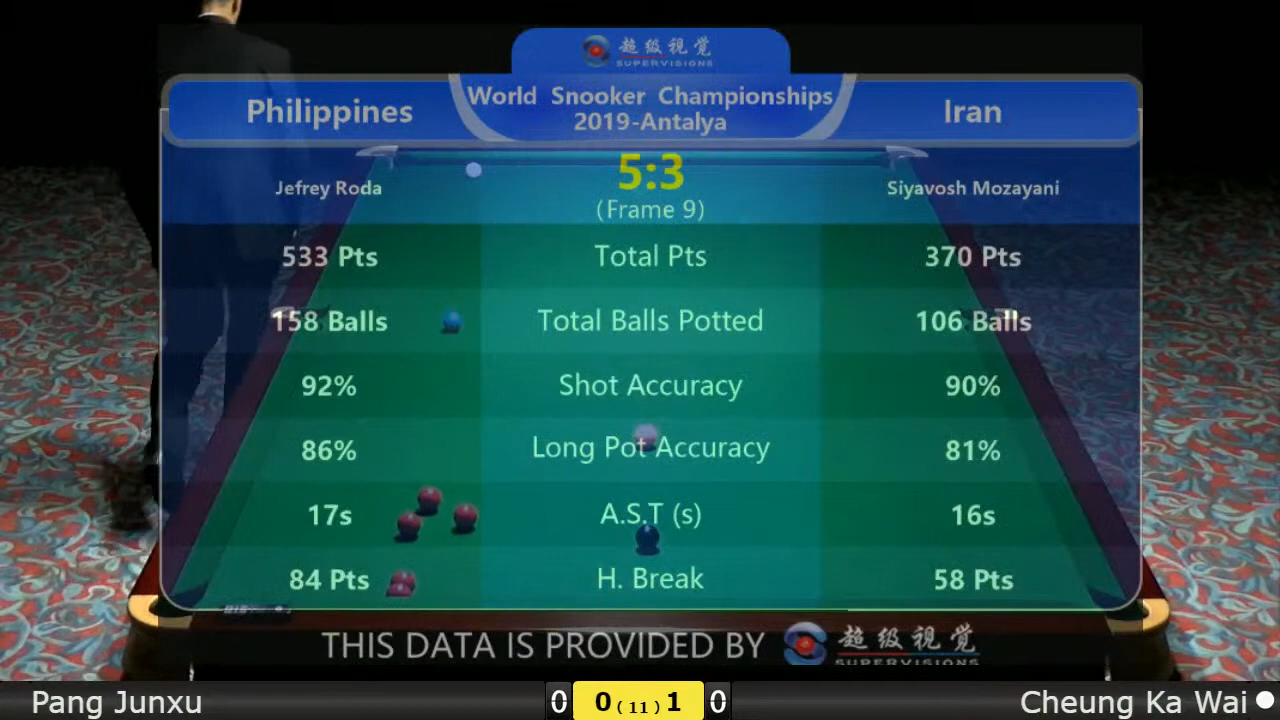 超级视觉
SUPERVISIONS
World Snooker Championships
2019-Antalya
Philippines
Iran
5:3
(Frame 9)
Jefrey Roda
Siyavosh Mozayani
533 Pts Total Pts 370 Pts
158 Balls Total Balls Potted 106 Balls
92% Shot Accuracy 90%
86% Long Pot Accuracy 81%
17s A.S.T (s) 16s
84 Pts H. Break 58 Pts
THIS DATA IS PROVIDED BY 超级视觉
SUPERVISIONS
Pang Junxu 0 0 (11) 1 0 Cheung Ka Wai